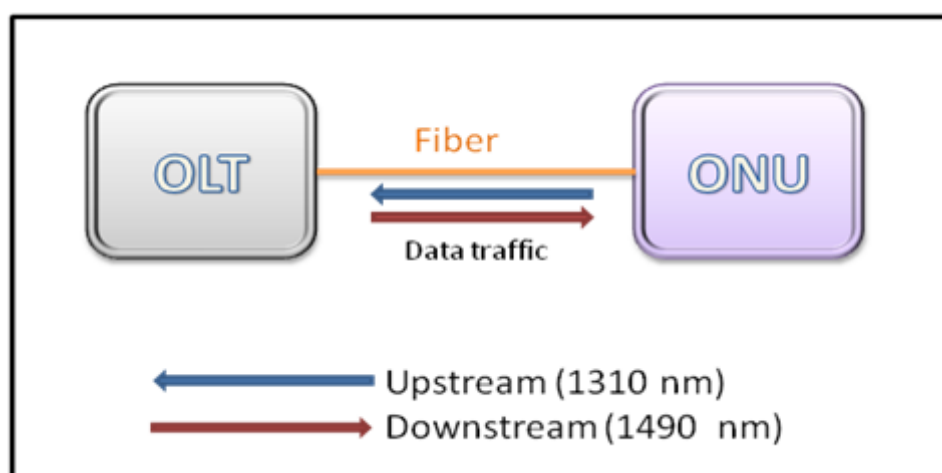 OLT
Fiber
ONU
Data traffic
Upstream (1310 nm)
Downstream (1490 nm)